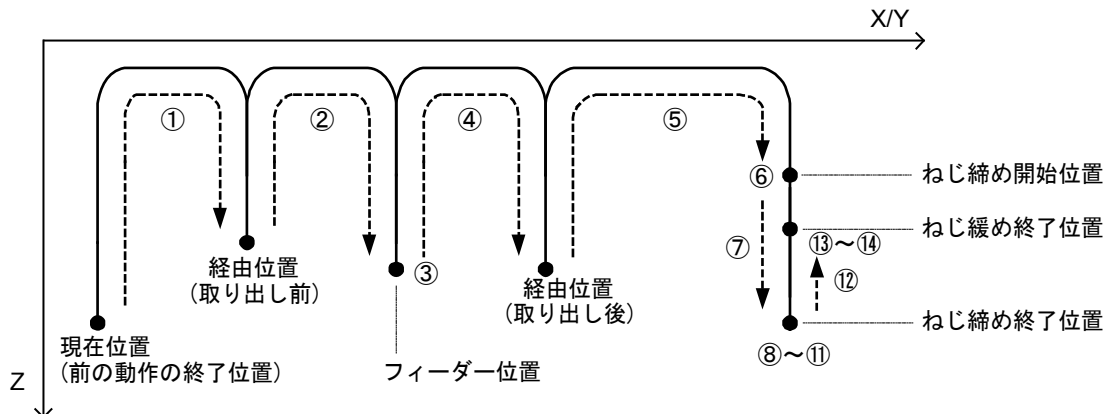 X/Y
①
②
④
⑤
⑥
ねじ締め開始位置
ねじ緩め終了位置
⑦
⑬～⑭
経由位置
(取り出し前)
③
経由位置
(取り出し後)
⑫
ねじ締め終了位置
現在位置
(前の動作の終了位置)
フィーダー位置
⑧～⑪
Z